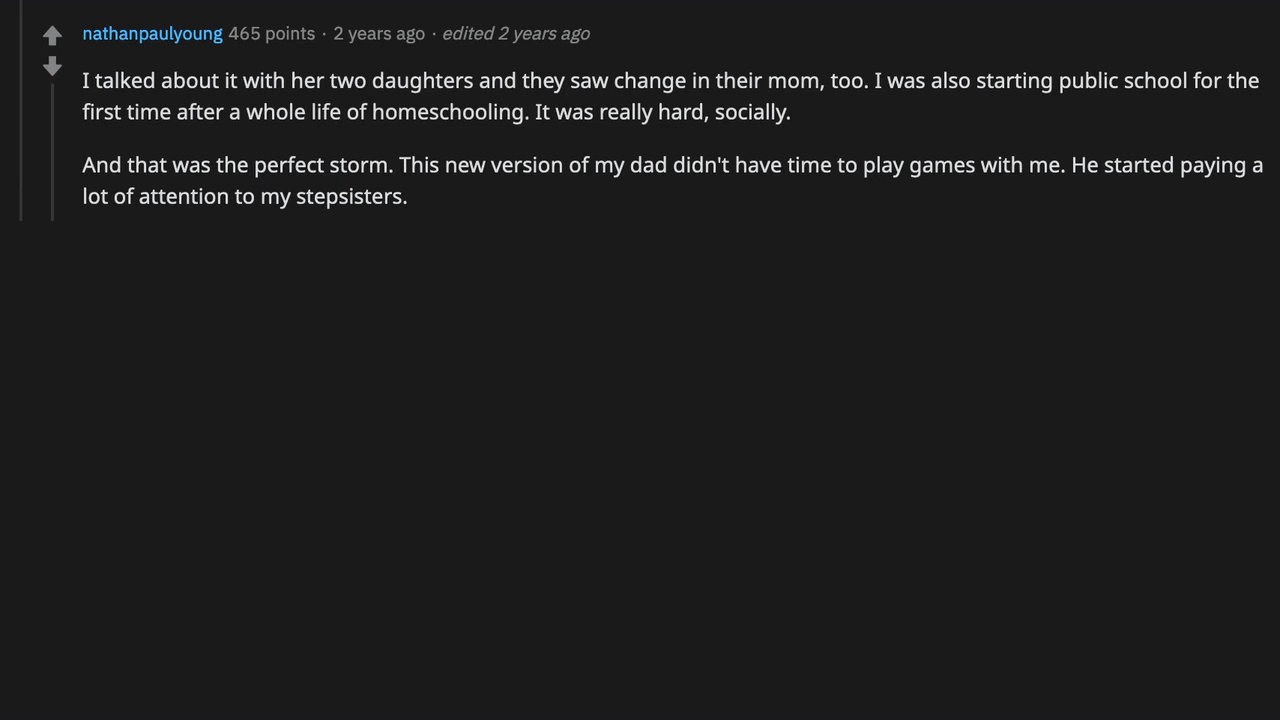 nathanpaulyoung 465 points · 2 years ago · edited 2 years ago
I talked about it with her two daughters and they saw change in their mom, too. I was also starting public school for the
first time after a whole life of homeschooling. It was really hard, socially.
And that was the perfect storm. This new version of my dad didn't have time to play games with me. He started paying a
lot of attention to my stepsisters.